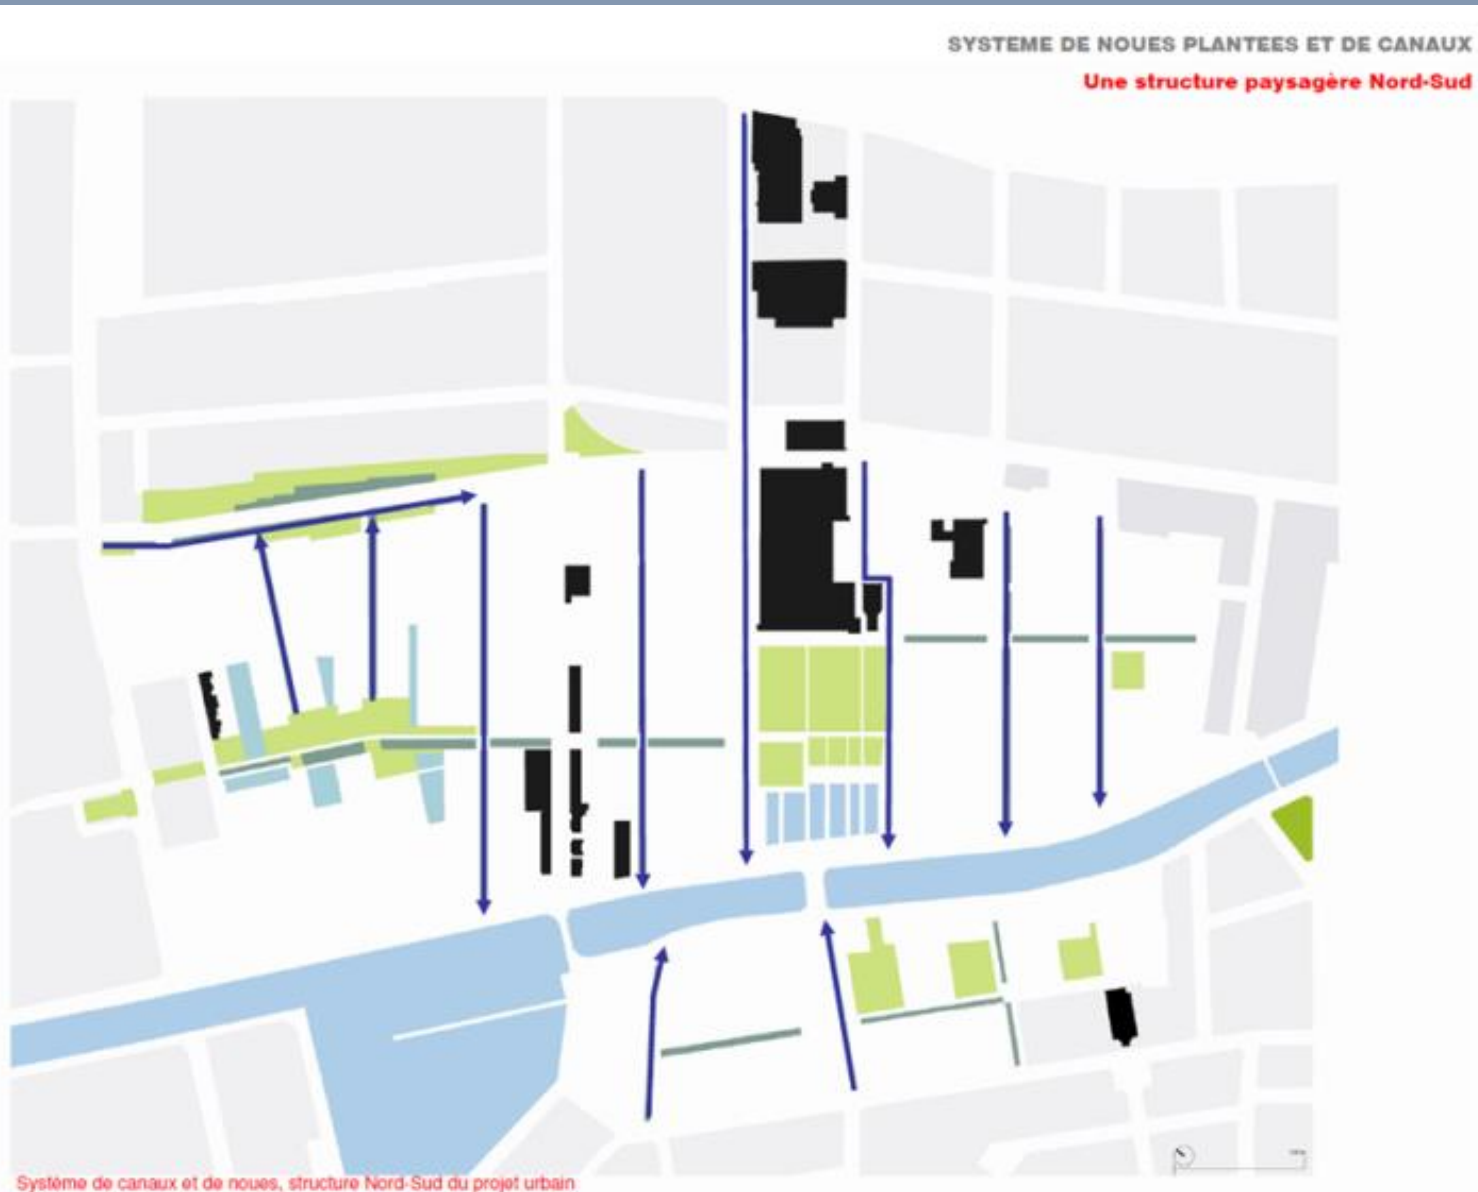 SYSTEME DE NOUES PLANTEES ET DE CANAUX
Une structure paysagère Nord-Sud
Système de canaux et de noues, structure Nord-Sud du projet urbain